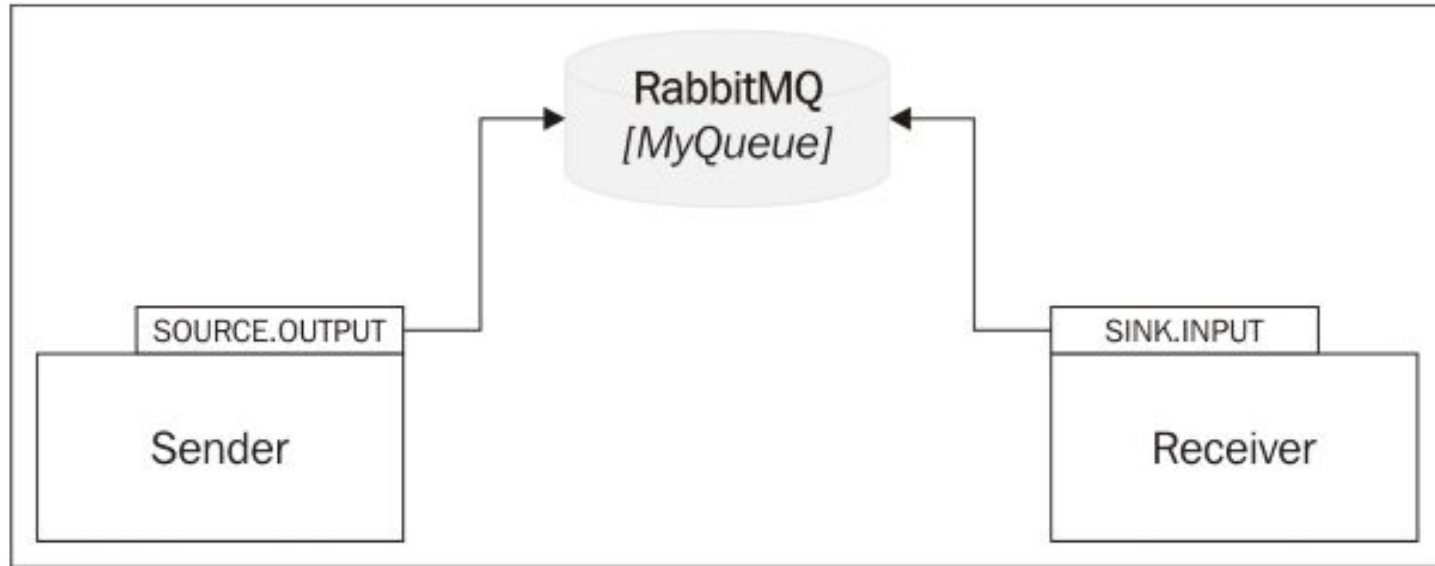 RabbitMQ
[MyQueue]
SOURCE.OUTPUT
SINK.INPUT
Sender
Receiver